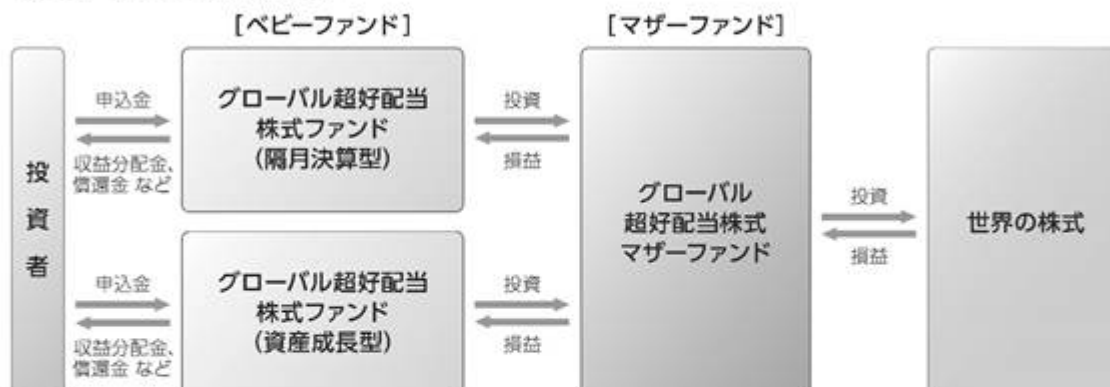 [ベビーファンド]
[マザーファンド]
投資者
申込金
収益分配金、
償還金 など
グローバル超好配当
株式ファンド
(隔月決算型)
投資
損益
申込金
収益分配金、
償還金 など
グローバル超好配当
株式ファンド
(資産成長型)
投資
損益
グローバル
超好配当株式
マザーファンド
投資
損益
世界の株式